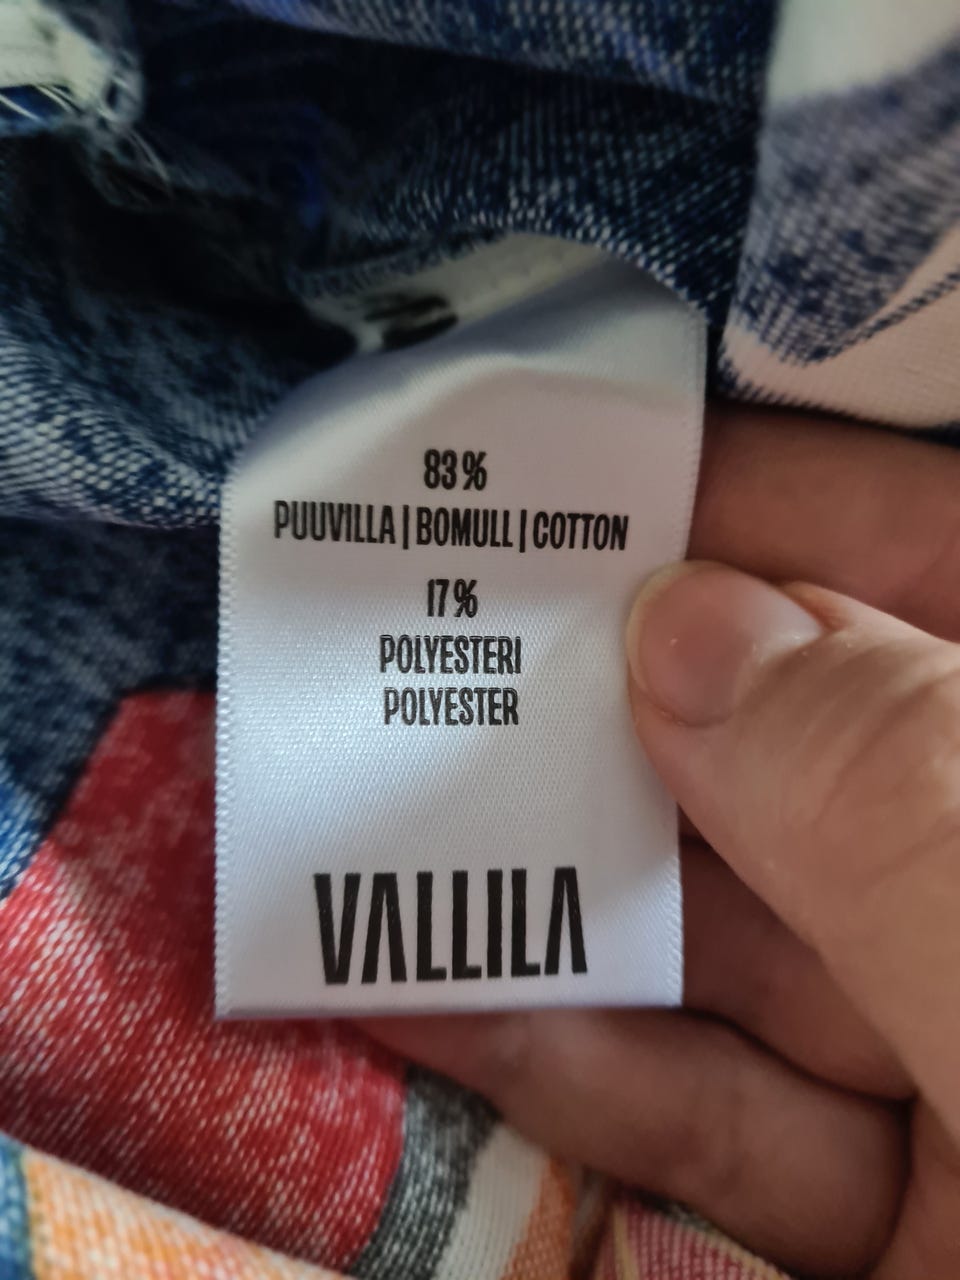 83%
PUUVILLA | BOMULL | COTTON
17%
POLYESTERI
POLYESTER
VALLILA